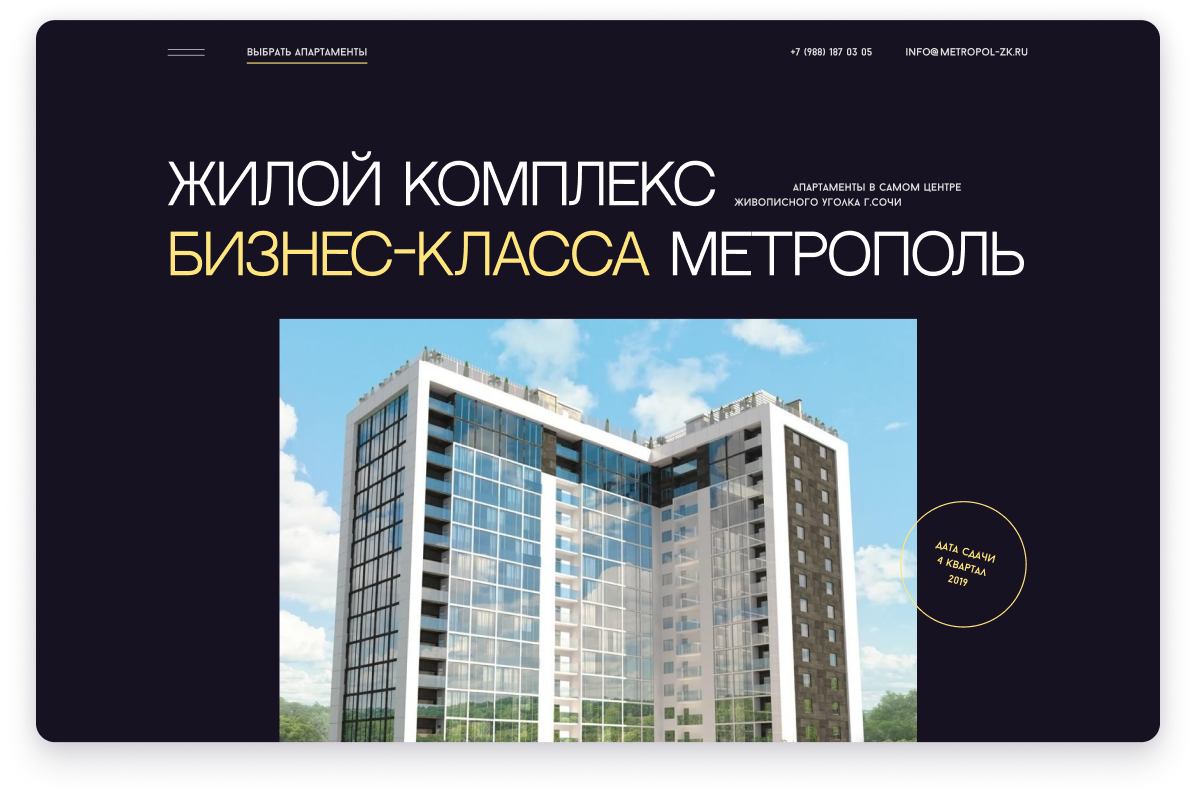 ВЫБРАТЬ АПАРТАМЕНТЫ
+7 (988) 187 03 05
INFO@METROPOL-ZK.RU
ЖИЛОЙ КОМПЛЕКС
АПАРТАМЕНТЫ В САМОМ ЦЕНТРЕ
ЖИВОПИСНОГО УГОЛКА Г.СОЧИ
БИЗНЕС-КЛАССА МЕТРОПОЛЬ
ДАТА СДАЧИ
4 КВАРТАЛ
2019